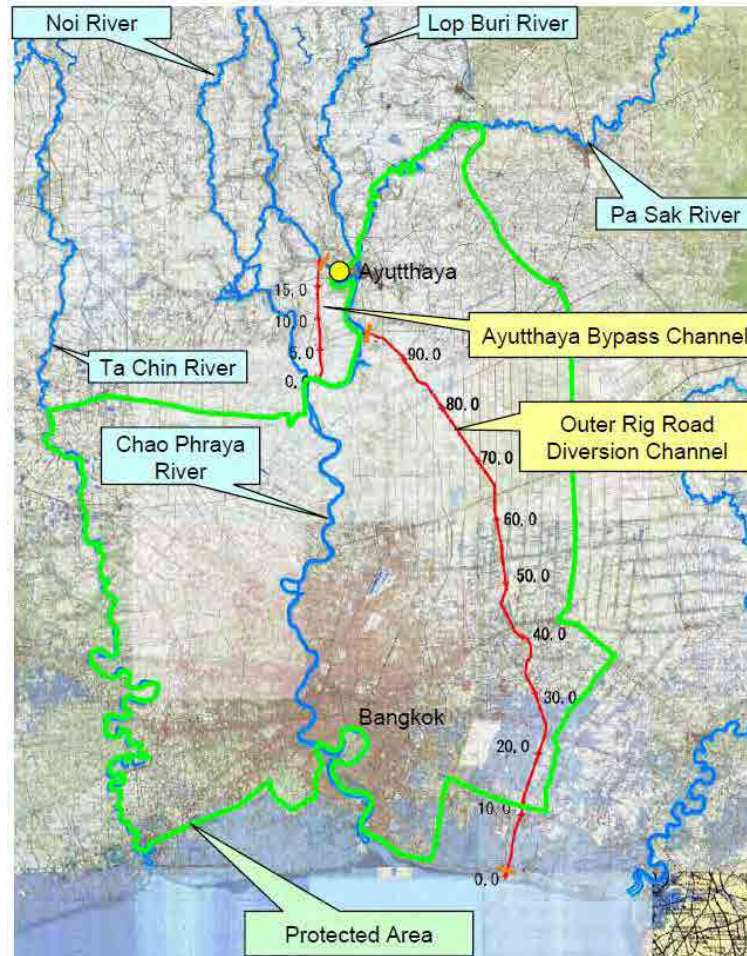 Noi River
Lop Buri River
Pa Sak River
Ayutthaya
15.0
10.0
5.0
0.0
Ayutthaya Bypass Channel
90.0
Ta Chin River
80.0
Outer Rig Road
Diversion Channel
Chao Phraya
River
70.0
60.0
50.0
40.0
30.0
Bangkok
20.0
10.0
0.0
Protected Area